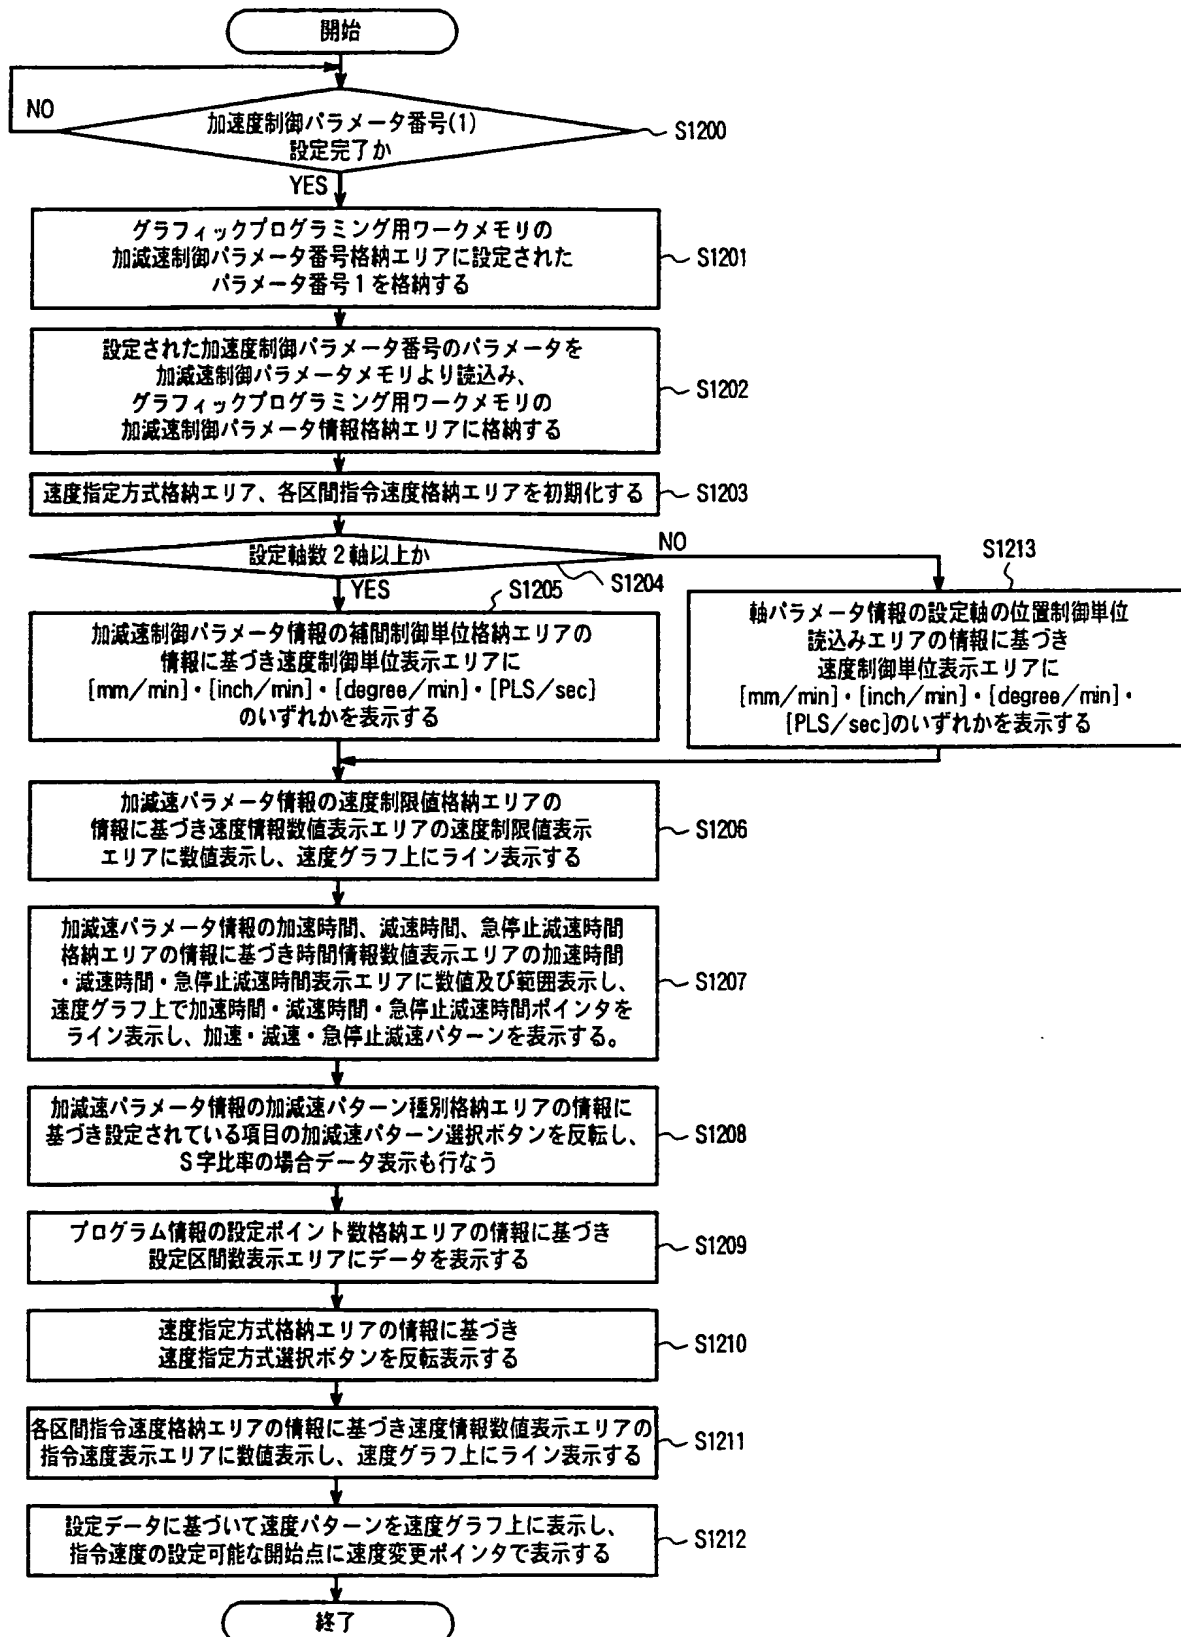 開始
NO
加速度制御パラメータ番号(1)
設定完了か
S1200
YES
グラフィックプログラミング用ワークメモリの
加減速制御パラメータ番号格納エリアに設定された
パラメータ番号1を格納する
S1201
設定された加速度制御パラメータ番号のパラメータを
加減速制御パラメータメモリより読込み、
グラフィックプログラミング用ワークメモリの
加減速制御パラメータ情報格納エリアに格納する
S1202
速度指定方式格納エリア、各区間指令速度格納エリアを初期化する
S1203
設定軸数2軸以上か
NO
S1204
YES
S1205
加減速制御パラメータ情報の補間制御単位格納エリアの
情報に基づき速度制御単位表示エリアに
[mm/min]・[inch/min]・[degree/min]・[PLS/sec]
のいずれかを表示する
S1213
軸パラメータ情報の設定軸の位置制御単位
読込みエリアの情報に基づき
速度制御単位表示エリアに
[mm/min]・[inch/min]・[degree/min]・
[PLS/sec]のいずれかを表示する
加減速パラメータ情報の速度制限値格納エリアの
情報に基づき速度情報数値表示エリアの速度制限値表示
エリアに数値表示し、速度グラフ上にライン表示する
S1206
加減速パラメータ情報の加速時間、減速時間、急停止減速時間
格納エリアの情報に基づき時間情報数値表示エリアの加速時間
・減速時間・急停止減速時間表示エリアに数値及び範囲表示し、
速度グラフ上で加速時間・減速時間・急停止減速時間ポインタを
ライン表示し、加速・減速・急停止減速パターンを表示する。
S1207
加減速パラメータ情報の加減速パターン種別格納エリアの情報に
基づき設定されている項目の加減速パターン選択ボタンを反転し、
S字比率の場合データ表示も行なう
S1208
プログラム情報の設定ポイント数格納エリアの情報に基づき
設定区間数表示エリアにデータを表示する
S1209
速度指定方式格納エリアの情報に基づき
速度指定方式選択ボタンを反転表示する
S1210
各区間指令速度格納エリアの情報に基づき速度情報数値表示エリアの
指令速度表示エリアに数値表示し、速度グラフ上にライン表示する
S1211
設定データに基づいて速度パターンを速度グラフ上に表示し、
指令速度の設定可能な開始点に速度変更ポインタで表示する
S1212
終了